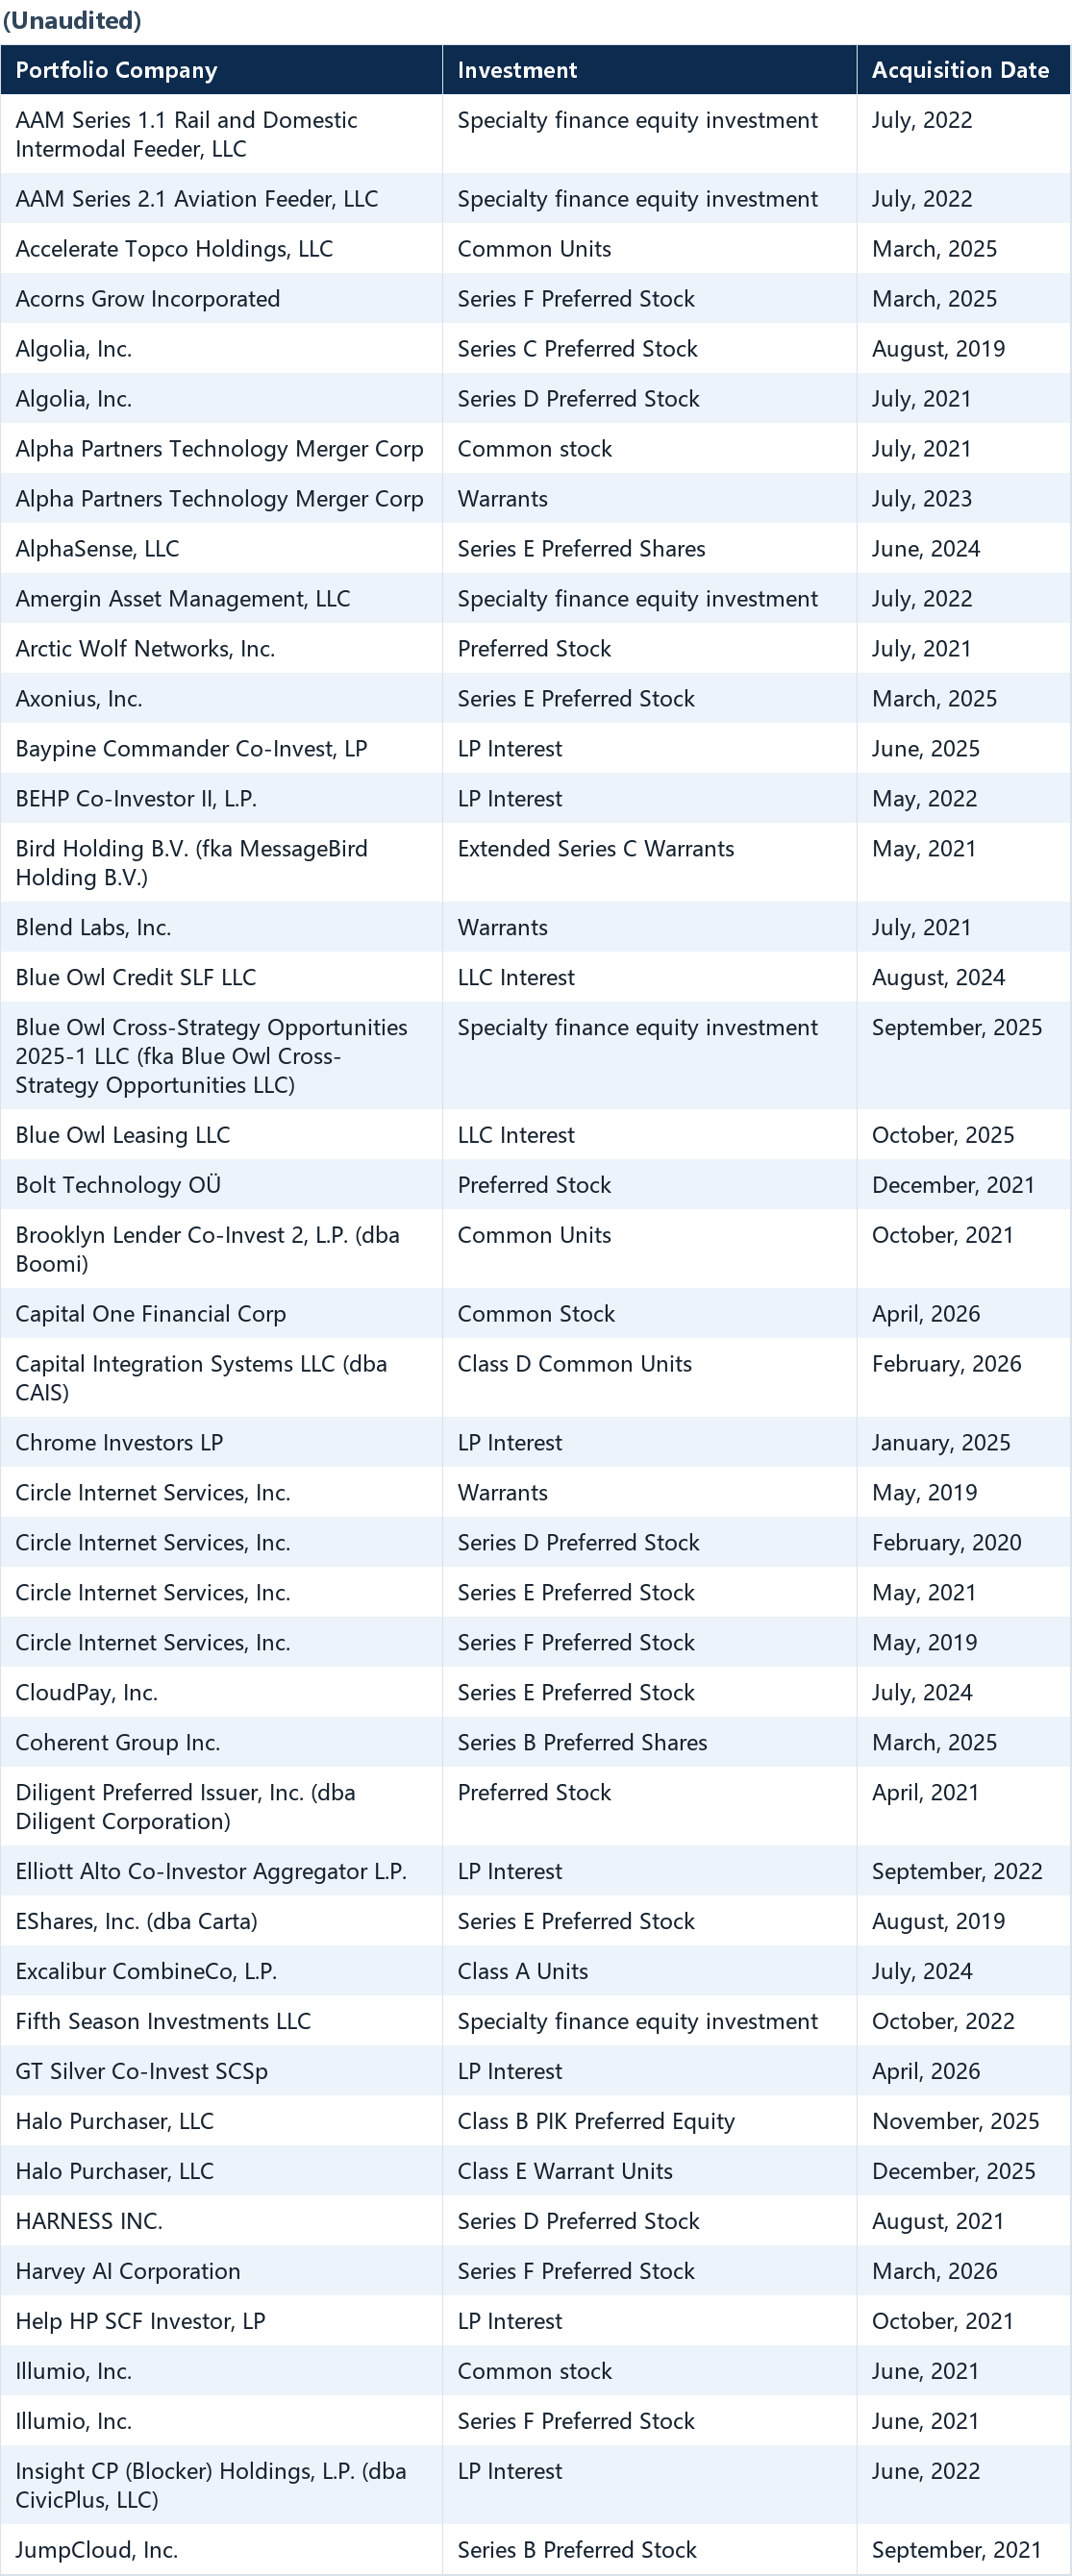 (Unaudited)
Portfolio Company Investment Acquisition Date
AAM Series 1.1 Rail and Domestic Specialty finance equity investment July, 2022
Intermodal Feeder, LLC
AAM Series 2.1 Aviation Feeder, LLC Specialty finance equity investment July, 2022
Accelerate Topco Holdings, LLC Common Units March, 2025
Acorns Grow Incorporated Series F Preferred Stock March, 2025
Algolia, Inc. Series C Preferred Stock August, 2019
Algolia, Inc. Series D Preferred Stock July, 2021
Alpha Partners Technology Merger Corp Common stock July, 2021
Alpha Partners Technology Merger Corp Warrants July, 2023
AlphaSense, LLC Series E Preferred Shares June, 2024
Amergin Asset Management, LLC Specialty finance equity investment July, 2022
Arctic Wolf Networks, Inc. Preferred Stock July, 2021
Axonius, Inc. Series E Preferred Stock March, 2025
Baypine Commander Co-Invest, LP LP Interest June, 2025
BEHP Co-Investor II, L.P. LP Interest May, 2022
Bird Holding B.V. (fka MessageBird Extended Series C Warrants May, 2021
Holding B.V.)
Blend Labs, Inc. Warrants July, 2021
Blue Owl Credit SLF LLC LLC Interest August, 2024
Blue Owl Cross-Strategy Opportunities Specialty finance equity investment September, 2025
2025-1 LLC (fka Blue Owl Cross-
Strategy Opportunities LLC)
Blue Owl Leasing LLC LLC Interest October, 2025
Bolt Technology OÜ Preferred Stock December, 2021
Brooklyn Lender Co-Invest 2, L.P. (dba Common Units October, 2021
Boomi)
Capital One Financial Corp Common Stock April, 2026
Capital Integration Systems LLC (dba Class D Common Units February, 2026
CAIS)
Chrome Investors LP LP Interest January, 2025
Circle Internet Services, Inc. Warrants May, 2019
Circle Internet Services, Inc. Series D Preferred Stock February, 2020
Circle Internet Services, Inc. Series E Preferred Stock May, 2021
Circle Internet Services, Inc. Series F Preferred Stock May, 2019
CloudPay, Inc. Series E Preferred Stock July, 2024
Coherent Group Inc. Series B Preferred Shares March, 2025
Diligent Preferred Issuer, Inc. (dba Preferred Stock April, 2021
Diligent Corporation)
Elliott Alto Co-Investor Aggregator L.P. LP Interest September, 2022
EShares, Inc. (dba Carta) Series E Preferred Stock August, 2019
Excalibur CombineCo, L.P. Class A Units July, 2024
Fifth Season Investments LLC Specialty finance equity investment October, 2022
GT Silver Co-Invest SCSp LP Interest April, 2026
Halo Purchaser, LLC Class B PIK Preferred Equity November, 2025
Halo Purchaser, LLC Class E Warrant Units December, 2025
HARNESS INC. Series D Preferred Stock August, 2021
Harvey AI Corporation Series F Preferred Stock March, 2026
Help HP SCF Investor, LP LP Interest October, 2021
Illumio, Inc. Common stock June, 2021
Illumio, Inc. Series F Preferred Stock June, 2021
Insight CP (Blocker) Holdings, L.P. (dba LP Interest June, 2022
CivicPlus, LLC)
JumpCloud, Inc. Series B Preferred Stock September, 2021